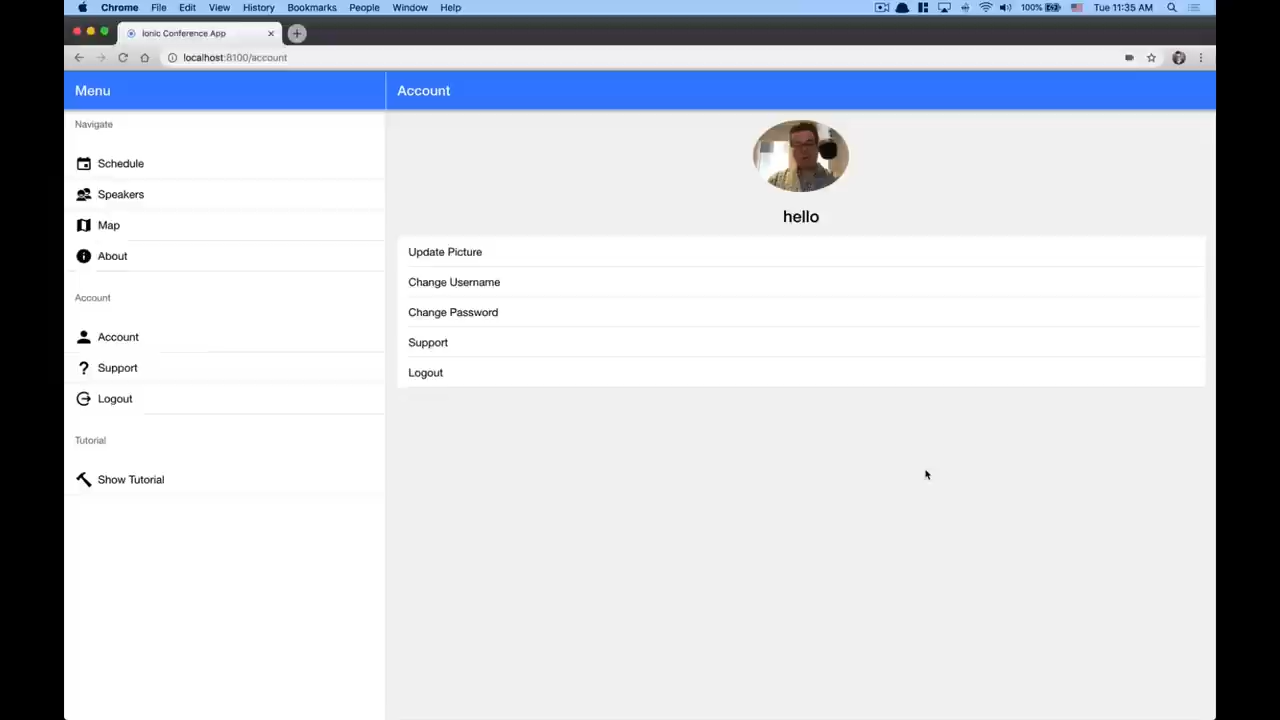 Chrome File Edit View History Bookmarks People Window Help 100% Tue 11:35 AM
Ionic Conference App
localhost:8100/account
Menu
Account
Navigate
Schedule
Speakers
Map
About
Account
Account
Support
Logout
Tutorial
Show Tutorial
hello
Update Picture
Change Username
Change Password
Support
Logout